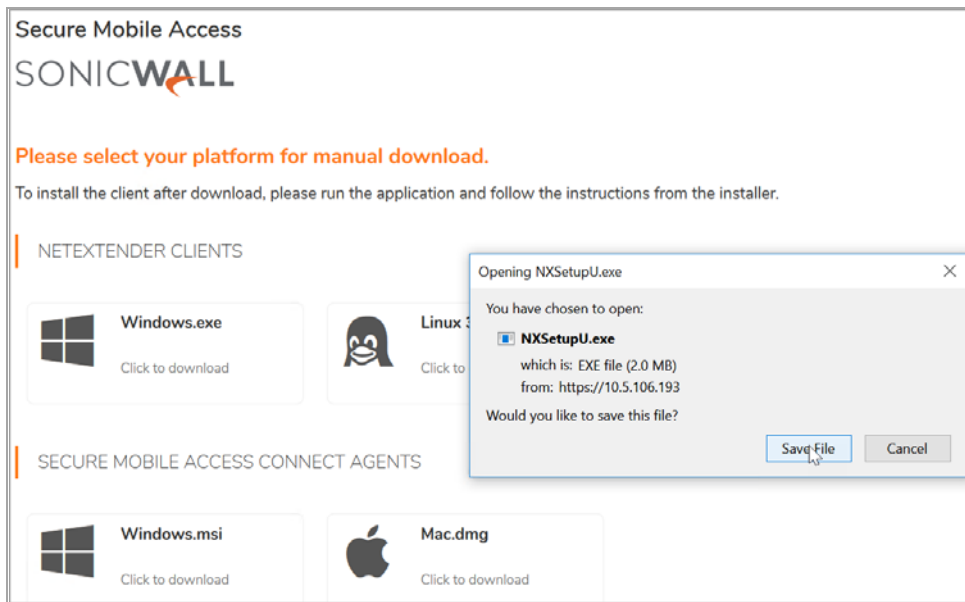 Secure Mobile Access
SONICWALL
Please select your platform for manual download.
To install the client after download, please run the application and follow the instructions from the installer.
NETEXTENDER CLIENTS
Windows.exe
Click to download
Linux
Click to
Opening NXSetupU.exe
You have chosen to open:
NXSetupU.exe
which is: EXE file (2.0 MB)
from: https://10.5.106.193
Would you like to save this file?
Save File
Cancel
SECURE MOBILE ACCESS CONNECT AGENTS
Windows.msi
Click to download
Mac.dmg
Click to download